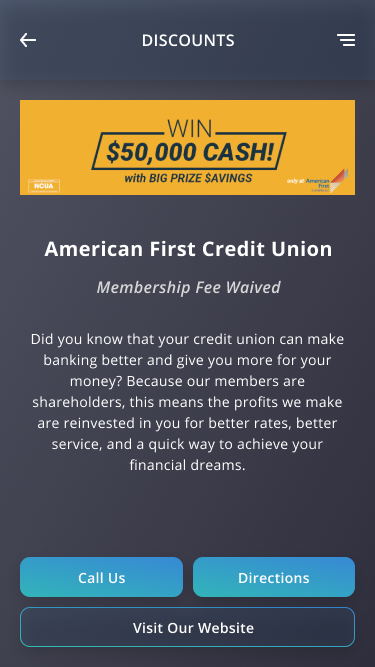 DISCOUNTS
WIN
$50,000 CASH!
with BIG PRIZE $AVINGS
NCUA
only at American
First
American First Credit Union
Membership Fee Waived
Did you know that your credit union can make
banking better and give you more for your
money? Because our members are
shareholders, this means the profits we make
are reinvested in you for better rates, better
service, and a quick way to achieve your
financial dreams.
Call Us
Directions
Visit Our Website